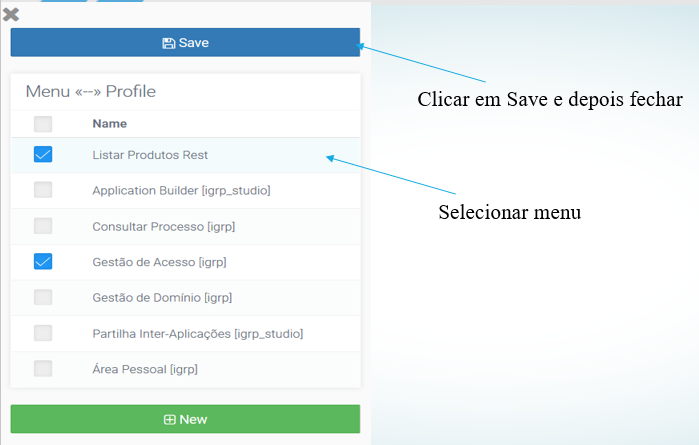 Save
Clicar em Save e depois fechar
Menu «--» Profile
Name
Listar Produtos Rest
Selecionar menu
Application Builder [igrp_studio]
Consultar Processo [igrp]
Gestão de Acesso [igrp]
Gestão de Domínio [igrp]
Partilha Inter-Aplicações [igrp_studio]
Área Pessoal [igrp]
New